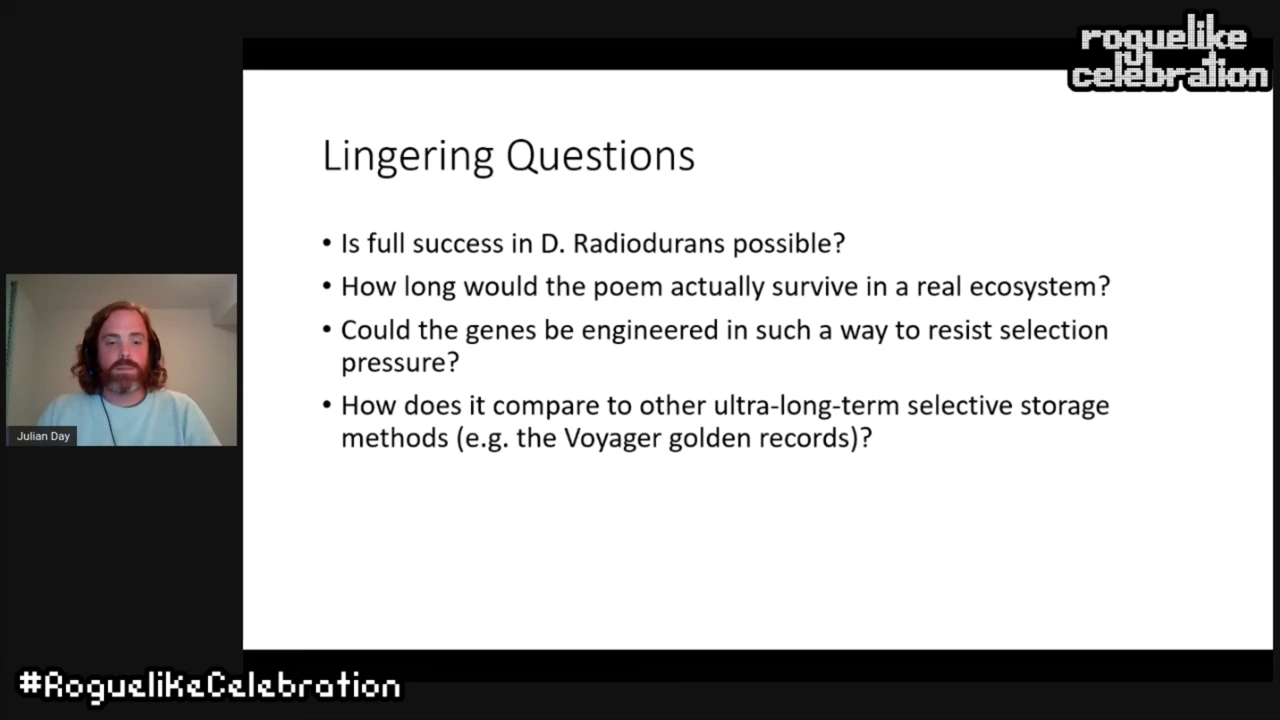 roguelike
celebration
Lingering Questions
• Is full success in D. Radiodurans possible?
• How long would the poem actually survive in a real ecosystem?
• Could the genes be engineered in such a way to resist selection
pressure?
• How does it compare to other ultra-long-term selective storage
methods (e.g. the Voyager golden records)?
Julian Day
#RoguelikeCelebration